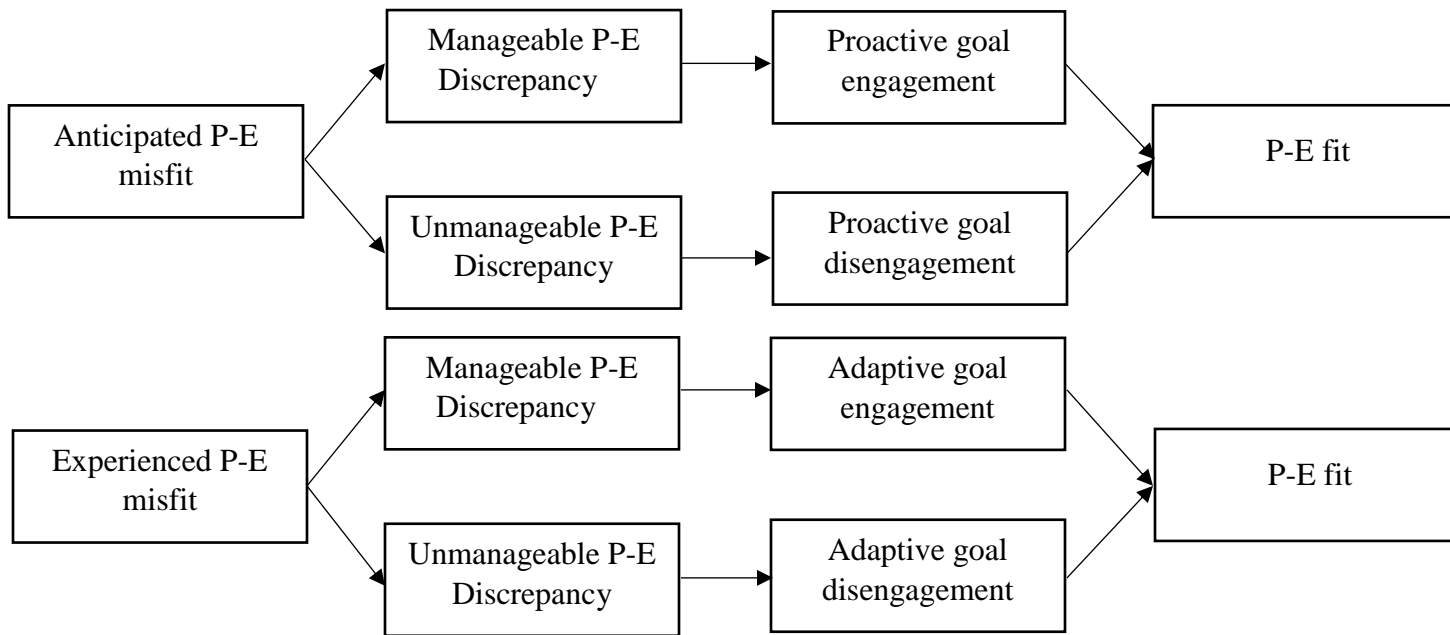 Manageable P-E
Discrepancy
Proactive goal
engagement
Anticipated P-E
misfit
P-E fit
Unmanageable P-E
Discrepancy
Proactive goal
disengagement
Manageable P-E
Discrepancy
Adaptive goal
engagement
Experienced P-E
misfit
P-E fit
Unmanageable P-E
Discrepancy
Adaptive goal
disengagement